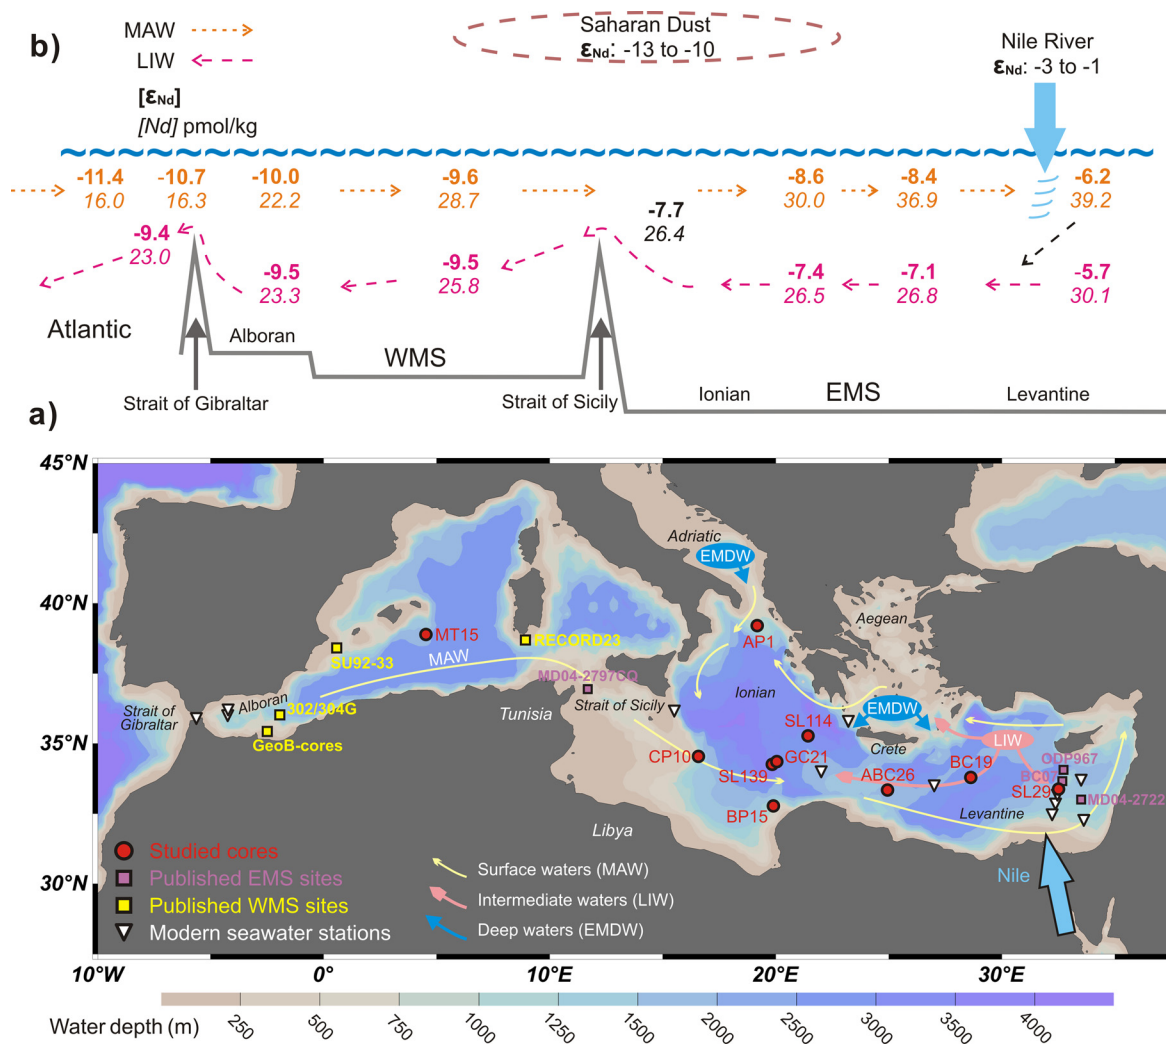 b)
MAW
LIW
[εNd]
[Nd] pmol/kg
Saharan Dust
εNd: -13 to -10
Nile River
εNd: -3 to -1
-11.4 -10.7 -10.0 -9.6 -8.6 -8.4 -6.2
16.0 16.3 22.2 28.7 30.0 36.9 39.2
-7.7
26.4
-9.4
23.0
-9.5 -9.5 -7.4 -7.1 -5.7
23.3 25.8 26.5 26.8 30.1
Atlantic
Alboran
WMS
Strait of Gibraltar
Strait of Sicily
Ionian
EMS
Levantine
a)
45°N
40°N
35°N
30°N
Adriatic
EMDW
Aegean
AP1
MT15
RECORD23
SU92-33
MAW
MD04-2797CQ
Ionian
EMDW
Strait of
Gibraltar
Alboran
302/304G
GeoB-cores
Tunisia
Strait of Sicily
SL114
Crete
LIW
CP10
SL139
GC21
ABC26
BC19
ODP967
BC07
SL29
MD04-2722
BP15
Levantine
Libya
Nile
Studied cores
Published EMS sites
Published WMS sites
Modern seawater stations
Surface waters (MAW)
Intermediate waters (LIW)
Deep waters (EMDW)
10°W 0° 10°E 20°E 30°E
Water depth (m)
250 500 750 1000 1250 1500 2000 2500 3000 3500 4000